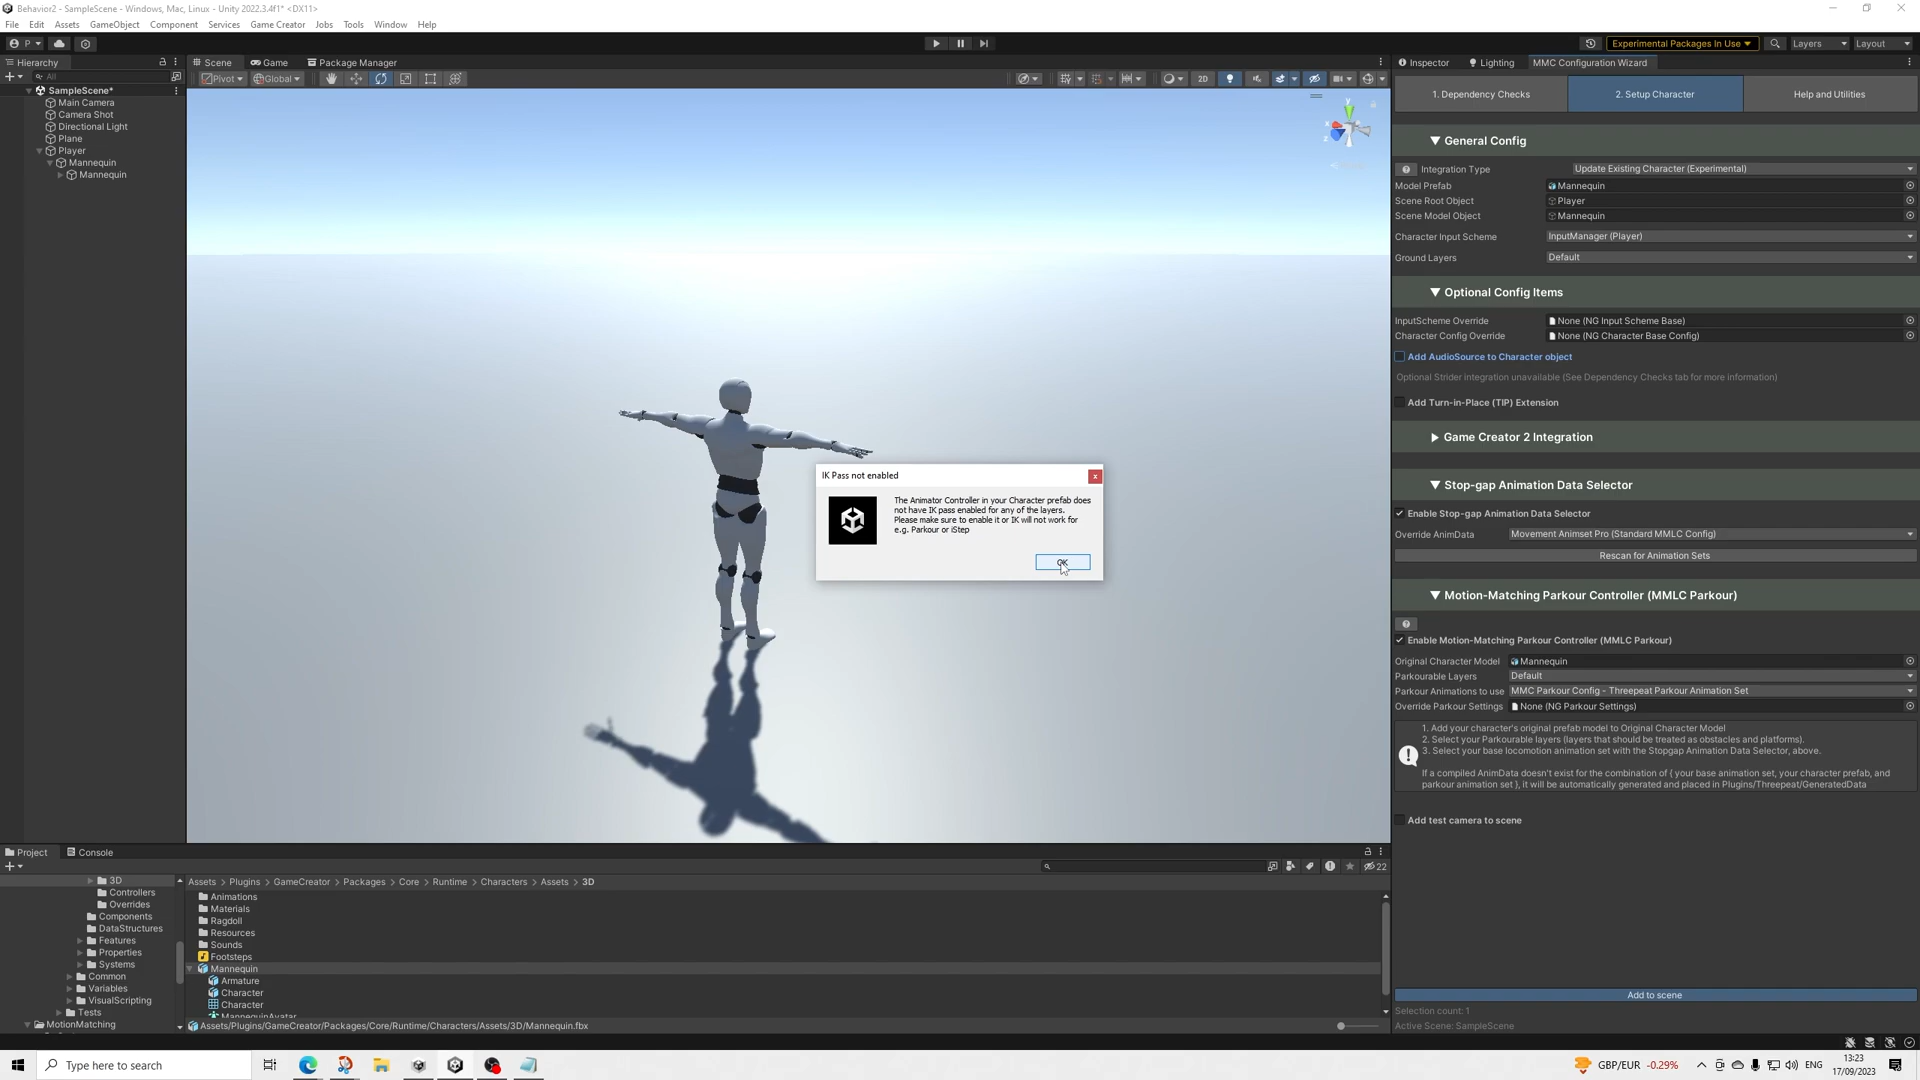 Behavior2 - SampleScene - Windows, Mac, Linux - Unity 2022.3.4f1* <DX11>
File Edit Assets GameObject Component Services Game Creator Jobs Tools Window Help
P
Experimental Packages In Use
Layers
Layout
Hierarchy
All
SampleScene*
Main Camera
Camera Shot
Directional Light
Plane
Player
Mannequin
Mannequin
Scene
Game
Package Manager
Pivot
Global
2D
y
x
z
Inspector
Lighting
MMC Configuration Wizard
1. Dependency Checks
2. Setup Character
Help and Utilities
General Config
Integration Type
Update Existing Character (Experimental)
Model Prefab
Mannequin
Scene Root Object
Player
Scene Model Object
Mannequin
Character Input Scheme
InputManager (Player)
Ground Layers
Default
Optional Config Items
InputScheme Override
None (NG Input Scheme Base)
Character Config Override
None (NG Character Base Config)
Add AudioSource to Character object
Optional Strider integration unavailable (See Dependency Checks tab for more information)
Add Turn-in-Place (TIP) Extension
Game Creator 2 Integration
Stop-gap Animation Data Selector
Enable Stop-gap Animation Data Selector
Override AnimData
Movement Animset Pro (Standard MMLC Config)
Rescan for Animation Sets
Motion-Matching Parkour Controller (MMLC Parkour)
Enable Motion-Matching Parkour Controller (MMLC Parkour)
Original Character Model
Mannequin
Parkourable Layers
Default
Parkour Animations to use
MMC Parkour Config - Threepeat Parkour Animation Set
Override Parkour Settings
None (NG Parkour Settings)
1. Add your character's original prefab model to Original Character Model
2. Select your Parkourable layers (layers that should be treated as obstacles and platforms).
3. Select your base locomotion animation set with the Stopgap Animation Data Selector, above.
If a compiled AnimData doesn't exist for the combination of { your base animation set, your character prefab, and
parkour animation set }, it will be automatically generated and placed in Plugins/Threepeat/GeneratedData
Add test camera to scene
Add to scene
Selection count: 1
Active Scene: SampleScene
IK Pass not enabled
x
The Animator Controller in your Character prefab does
not have IK pass enabled for any of the layers.
Please make sure to enable it or IK will not work for
e.g. Parkour or iStep
OK
Project
Console
22
3D
Controllers
Overrides
Components
DataStructures
Features
Properties
Systems
Common
Variables
VisualScripting
Tests
MotionMatching
Assets
Plugins
GameCreator
Packages
Core
Runtime
Characters
Assets
3D
Animations
Materials
Ragdoll
Resources
Sounds
Footsteps
Mannequin
Armature
Character
Character
MannequinAvatar
Assets/Plugins/GameCreator/Packages/Core/Runtime/Characters/Assets/3D/Mannequin.fbx
Type here to search
GBP/EUR -0.29%
ENG
13:23
17/09/2023